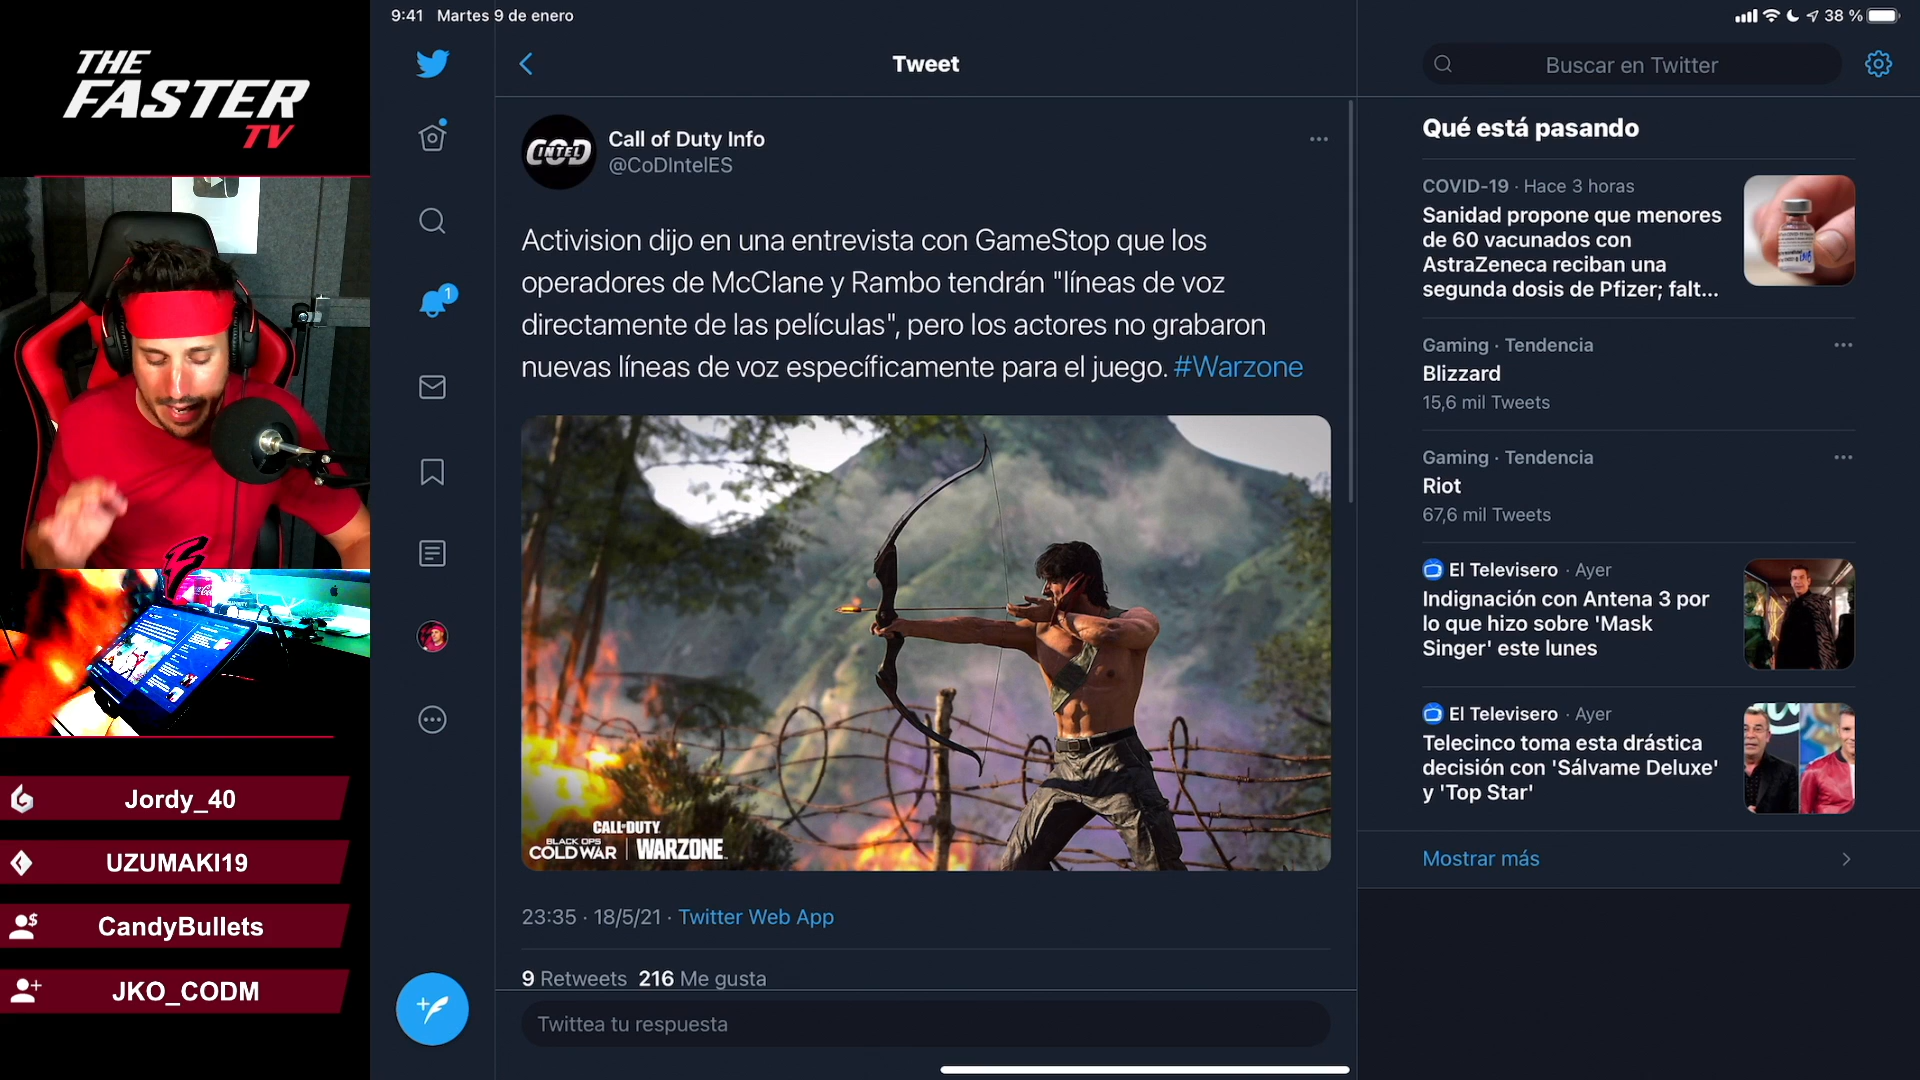 THE
FASTER
TV
Jordy_40
UZUMAKI19
CandyBullets
JKO_CODM
9:41 Martes 9 de enero
38 %
Tweet
1
COD
INTEL
Call of Duty Info
@CoDIntelES
Activision dijo en una entrevista con GameStop que los
operadores de McClane y Rambo tendrán "líneas de voz
directamente de las películas", pero los actores no grabaron
nuevas líneas de voz específicamente para el juego. #Warzone
CALL OF DUTY
BLACK OPS
COLD WAR | WARZONE
23:35 · 18/5/21 · Twitter Web App
9 Retweets 216 Me gusta
Twittea tu respuesta
Buscar en Twitter
Qué está pasando
COVID-19 · Hace 3 horas
Sanidad propone que menores
de 60 vacunados con
AstraZeneca reciban una
segunda dosis de Pfizer; falt...
Gaming · Tendencia
Blizzard
15,6 mil Tweets
Gaming · Tendencia
Riot
67,6 mil Tweets
El Televisero · Ayer
Indignación con Antena 3 por
lo que hizo sobre 'Mask
Singer' este lunes
El Televisero · Ayer
Telecinco toma esta drástica
decisión con 'Sálvame Deluxe'
y 'Top Star'
Mostrar más